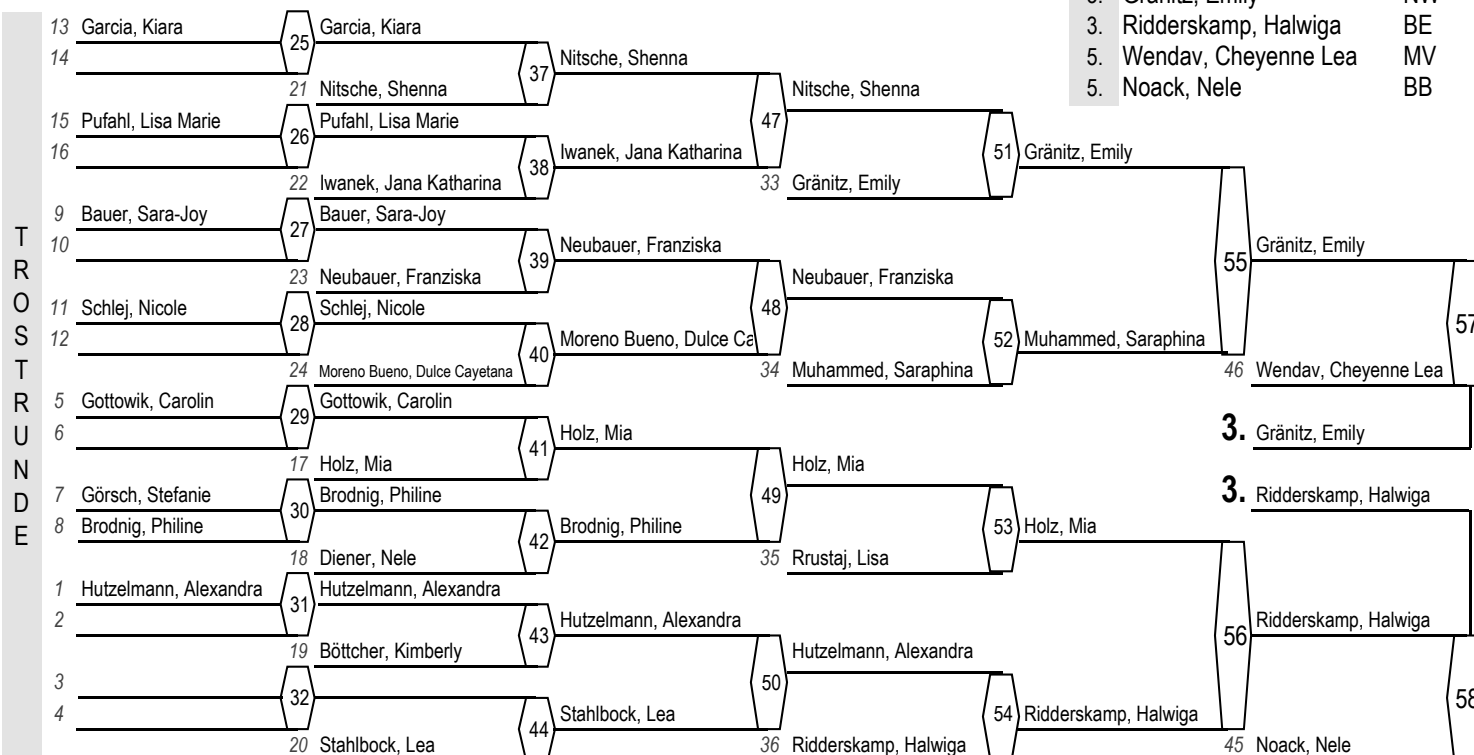 3. Gränitz, Emily NW
3. Ridderskamp, Halwiga BE
5. Wendav, Cheyenne Lea MV
5. Noack, Nele BB
TROSTRUNDE
13 Garcia, Kiara 25 Garcia, Kiara
14 37 Nitsche, Shenna
21 Nitsche, Shenna Nitsche, Shenna
15 Pufahl, Lisa Marie 26 Pufahl, Lisa Marie 47
16 38 Iwanek, Jana Katharina 51 Gränitz, Emily
22 Iwanek, Jana Katharina 33 Gränitz, Emily
9 Bauer, Sara-Joy 27 Bauer, Sara-Joy
10 39 Neubauer, Franziska 55 Gränitz, Emily
23 Neubauer, Franziska Neubauer, Franziska
11 Schlej, Nicole 28 Schlej, Nicole 48 57
12 40 Moreno Bueno, Dulce Ca 52 Muhammed, Saraphina
24 Moreno Bueno, Dulce Cayetana 34 Muhammed, Saraphina 46 Wendav, Cheyenne Lea
5 Gottowik, Carolin 29 Gottowik, Carolin
6 41 Holz, Mia 3. Gränitz, Emily
17 Holz, Mia Holz, Mia
7 Görsch, Stefanie 30 Brodnig, Philine 49 3. Ridderskamp, Halwiga
8 Brodnig, Philine 42 Brodnig, Philine 53 Holz, Mia
18 Diener, Nele 35 Rrustaj, Lisa
1 Hutzelmann, Alexandra 31 Hutzelmann, Alexandra
2 43 Hutzelmann, Alexandra 56 Ridderskamp, Halwiga
19 Böttcher, Kimberly Hutzelmann, Alexandra
3 32 50 58
4 44 Stahlbock, Lea 54 Ridderskamp, Halwiga
20 Stahlbock, Lea 36 Ridderskamp, Halwiga 45 Noack, Nele